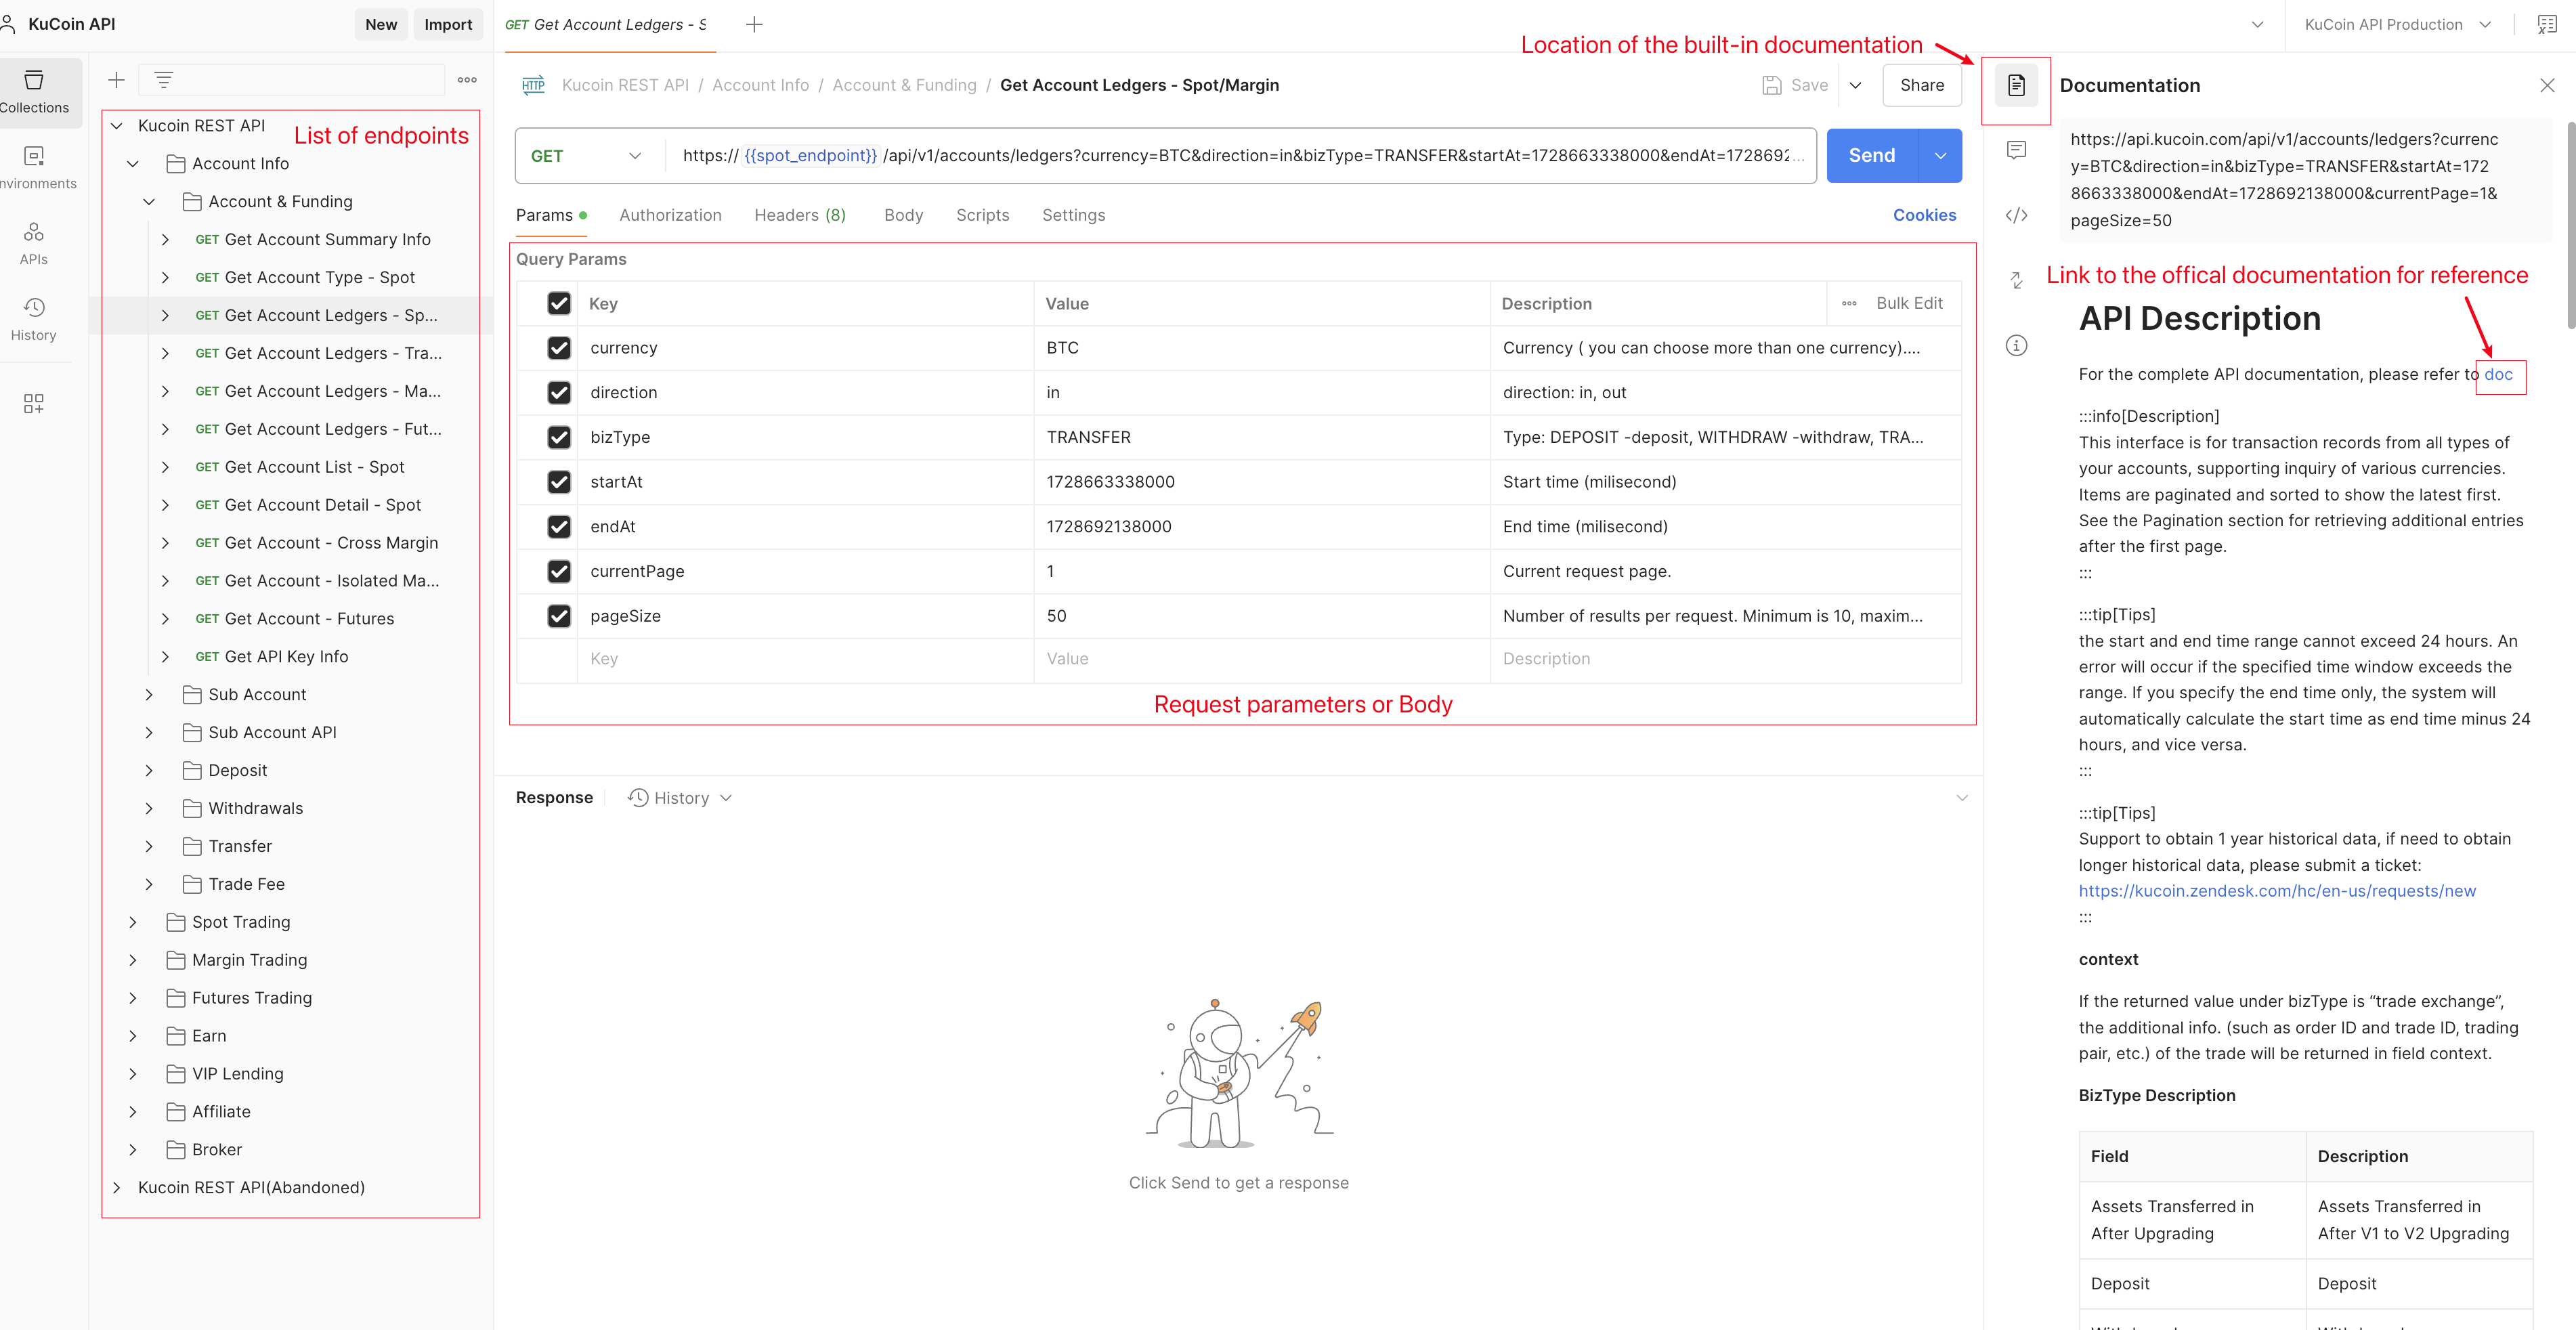 KuCoin API
New
Import
GET Get Account Ledgers - S
KuCoin API Production
Location of the built-in documentation
Collections
nvironments
APIs
History
List of endpoints
Kucoin REST API
Account Info
Account & Funding
GET Get Account Summary Info
GET Get Account Type - Spot
GET Get Account Ledgers - Sp...
GET Get Account Ledgers - Tra...
GET Get Account Ledgers - Ma...
GET Get Account Ledgers - Fut...
GET Get Account List - Spot
GET Get Account Detail - Spot
GET Get Account - Cross Margin
GET Get Account - Isolated Ma...
GET Get Account - Futures
GET Get API Key Info
Sub Account
Sub Account API
Deposit
Withdrawals
Transfer
Trade Fee
Spot Trading
Margin Trading
Futures Trading
Earn
VIP Lending
Affiliate
Broker
Kucoin REST API(Abandoned)
HTTP Kucoin REST API / Account Info / Account & Funding / Get Account Ledgers - Spot/Margin
Save
Share
GET
https:// {{spot_endpoint}} /api/v1/accounts/ledgers?currency=BTC&direction=in&bizType=TRANSFER&startAt=1728663338000&endAt=1728692...
Send
Params Authorization Headers (8) Body Scripts Settings
Cookies
Query Params
Key Value Description Bulk Edit
currency BTC Currency ( you can choose more than one currency)....
direction in direction: in, out
bizType TRANSFER Type: DEPOSIT -deposit, WITHDRAW -withdraw, TRA...
startAt 1728663338000 Start time (milisecond)
endAt 1728692138000 End time (milisecond)
currentPage 1 Current request page.
pageSize 50 Number of results per request. Minimum is 10, maxim...
Key Value Description
Request parameters or Body
Response History
Click Send to get a response
Documentation
https://api.kucoin.com/api/v1/accounts/ledgers?currenc
y=BTC&direction=in&bizType=TRANSFER&startAt=172
8663338000&endAt=1728692138000&currentPage=1&
pageSize=50
Link to the offical documentation for reference
API Description
For the complete API documentation, please refer to doc
:::info[Description]
This interface is for transaction records from all types of
your accounts, supporting inquiry of various currencies.
Items are paginated and sorted to show the latest first.
See the Pagination section for retrieving additional entries
after the first page.
:::
:::tip[Tips]
the start and end time range cannot exceed 24 hours. An
error will occur if the specified time window exceeds the
range. If you specify the end time only, the system will
automatically calculate the start time as end time minus 24
hours, and vice versa.
:::
:::tip[Tips]
Support to obtain 1 year historical data, if need to obtain
longer historical data, please submit a ticket:
https://kucoin.zendesk.com/hc/en-us/requests/new
:::
context
If the returned value under bizType is “trade exchange”,
the additional info. (such as order ID and trade ID, trading
pair, etc.) of the trade will be returned in field context.
BizType Description
Field Description
Assets Transferred in Assets Transferred in
After Upgrading After V1 to V2 Upgrading
Deposit Deposit